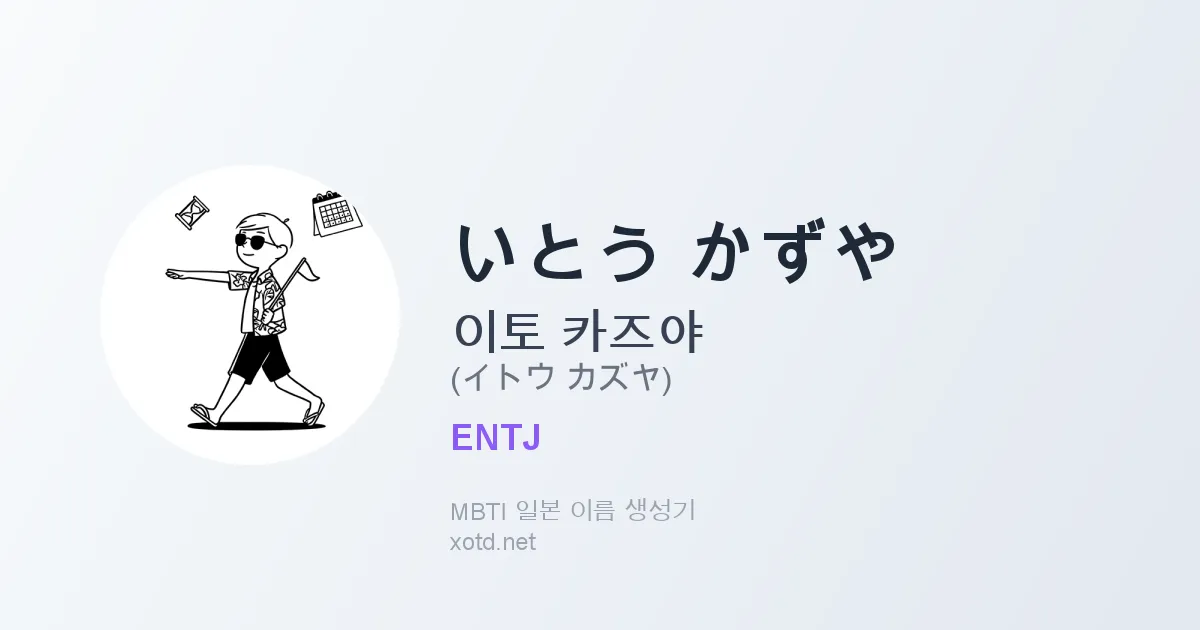 いとう かずや
이토 카즈야
(イトウ カズヤ)
ENTJ
MBTI 일본 이름 생성기
xotd.net